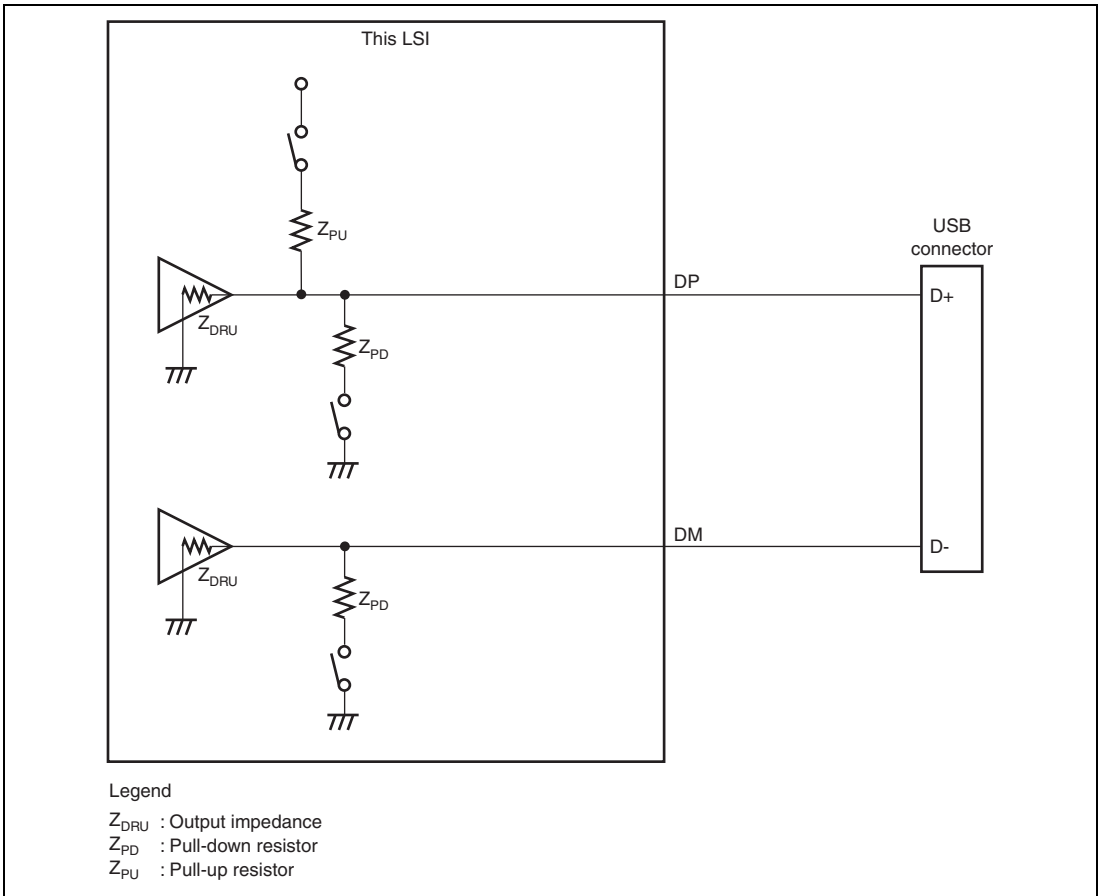 This LSI
Z_PU
USB
connector
DP
D+
Z_DRU
Z_PD
DM
D-
Z_DRU
Z_PD
Legend
Z_DRU : Output impedance
Z_PD : Pull-down resistor
Z_PU : Pull-up resistor